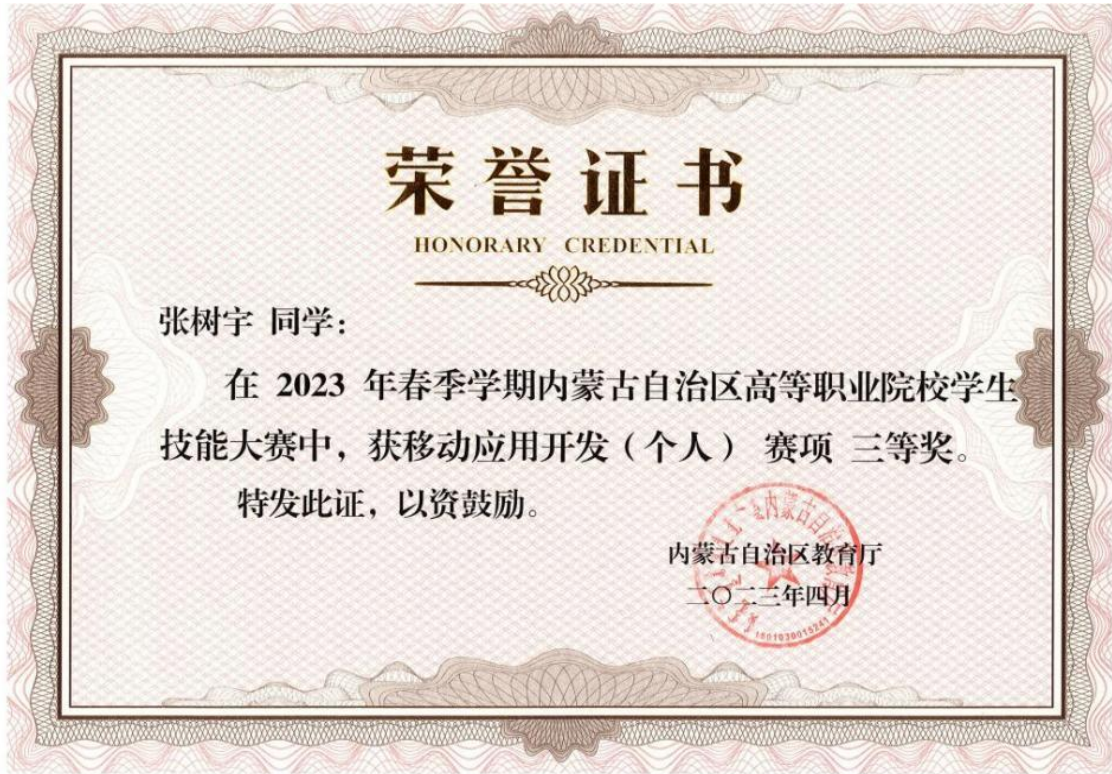 荣誉证书
HONORARY CREDENTIAL
张树宇 同学：
在 2023 年春季学期内蒙古自治区高等职业院校学生
技能大赛中，获移动应用开发（个人） 赛项 三等奖。
特发此证，以资鼓励。
内蒙古自治区教育厅
二〇二三年四月